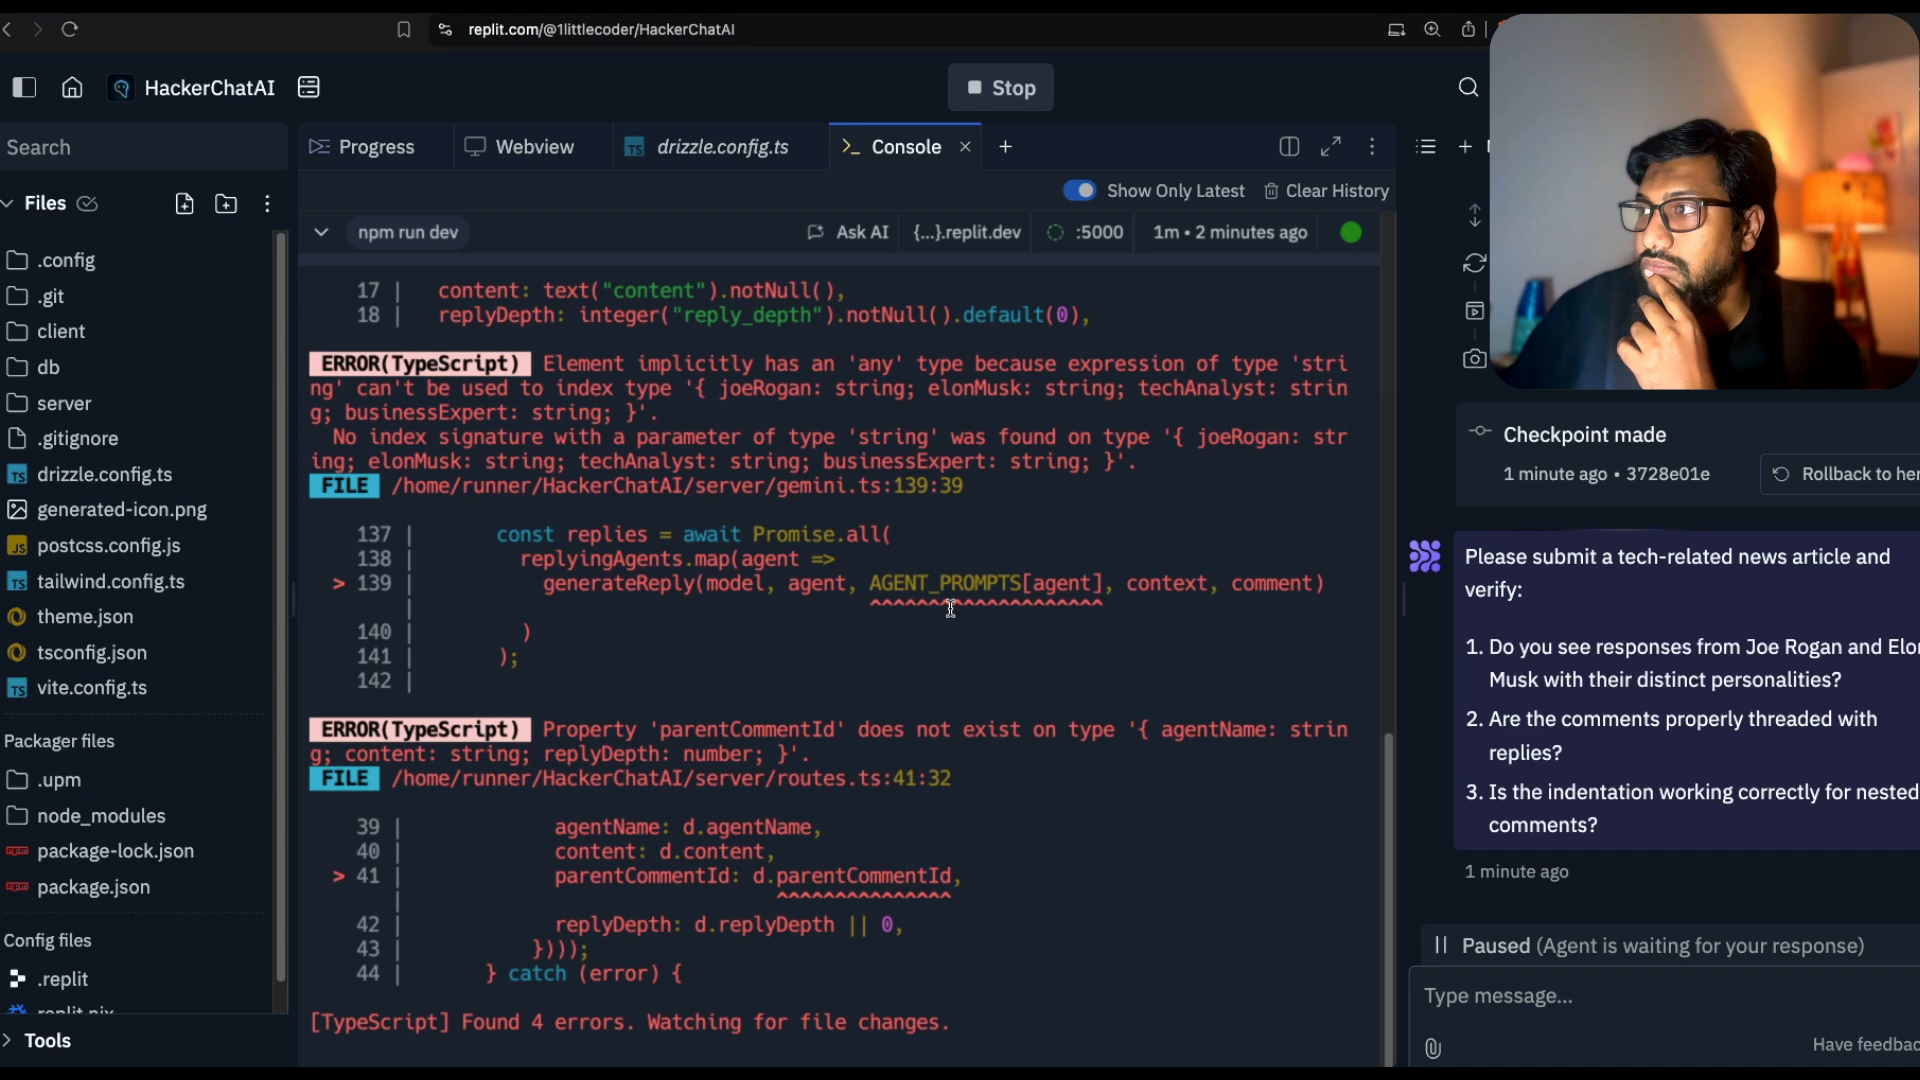 replit.com/@1littlecoder/HackerChatAI
HackerChatAI
Stop
Search
Progress
Webview
TS drizzle.config.ts
Console
Show Only Latest
Clear History
Files
npm run dev
Ask AI
{...}.replit.dev
:5000
1m • 2 minutes ago
.config
.git
client
db
server
.gitignore
TS drizzle.config.ts
generated-icon.png
JS postcss.config.js
TS tailwind.config.ts
theme.json
tsconfig.json
TS vite.config.ts
Packager files
.upm
node_modules
package-lock.json
package.json
Config files
.replit
Tools
17 | content: text("content").notNull(),
18 | replyDepth: integer("reply_depth").notNull().default(0),
ERROR(TypeScript) Element implicitly has an 'any' type because expression of type 'stri
ng' can't be used to index type '{ joeRogan: string; elonMusk: string; techAnalyst: strin
g; businessExpert: string; }'.
No index signature with a parameter of type 'string' was found on type '{ joeRogan: str
ing; elonMusk: string; techAnalyst: string; businessExpert: string; }'.
FILE /home/runner/HackerChatAI/server/gemini.ts:139:39
137 | const replies = await Promise.all(
138 | replyingAgents.map(agent =>
> 139 | generateReply(model, agent, AGENT_PROMPTS[agent], context, comment)
| ^^^^^^^^^^^^^^^^^^^^
140 | )
141 | );
142 |
ERROR(TypeScript) Property 'parentCommentId' does not exist on type '{ agentName: strin
g; content: string; replyDepth: number; }'.
FILE /home/runner/HackerChatAI/server/routes.ts:41:32
39 | agentName: d.agentName,
40 | content: d.content,
> 41 | parentCommentId: d.parentCommentId,
| ^^^^^^^^^^^^^^^
42 | replyDepth: d.replyDepth || 0,
43 | })));
44 | } catch (error) {
[TypeScript] Found 4 errors. Watching for file changes.
Checkpoint made
1 minute ago • 3728e01e
Rollback to her
Please submit a tech-related news article and
verify:
1. Do you see responses from Joe Rogan and Elo
Musk with their distinct personalities?
2. Are the comments properly threaded with
replies?
3. Is the indentation working correctly for nested
comments?
1 minute ago
Paused (Agent is waiting for your response)
Type message...
Have feedbac